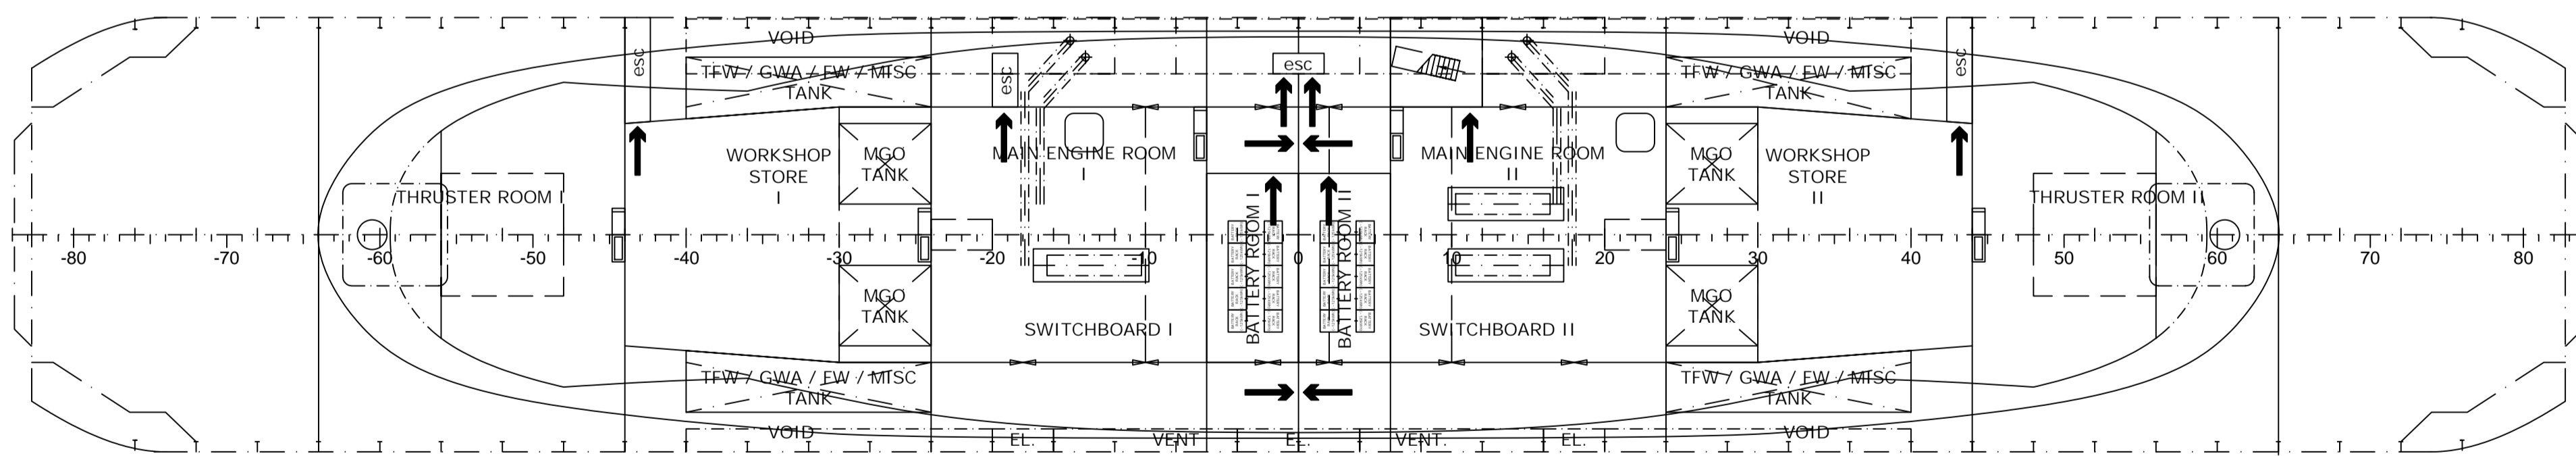 VOID
VOID
esc
esc
esc
esc
TFW / GWA / FW / MISC
TANK
TFW / GWA / FW / MISC
TANK
WORKSHOP
STORE
I
MGO
TANK
MAIN ENGINE ROOM
I
MAIN ENGINE ROOM
II
MGO
TANK
WORKSHOP
STORE
II
THRUSTER ROOM I
THRUSTER ROOM II
BATTERY ROOM I
BATTERY ROOM II
-80
-70
-60
-50
-40
-30
-20
-10
0
10
20
30
40
50
60
70
80
MGO
TANK
SWITCHBOARD I
SWITCHBOARD II
MGO
TANK
TFW / GWA / FW / MISC
TANK
TFW / GWA / FW / MISC
TANK
VOID
EL.
VENT
EL.
VENT.
EL.
VOID